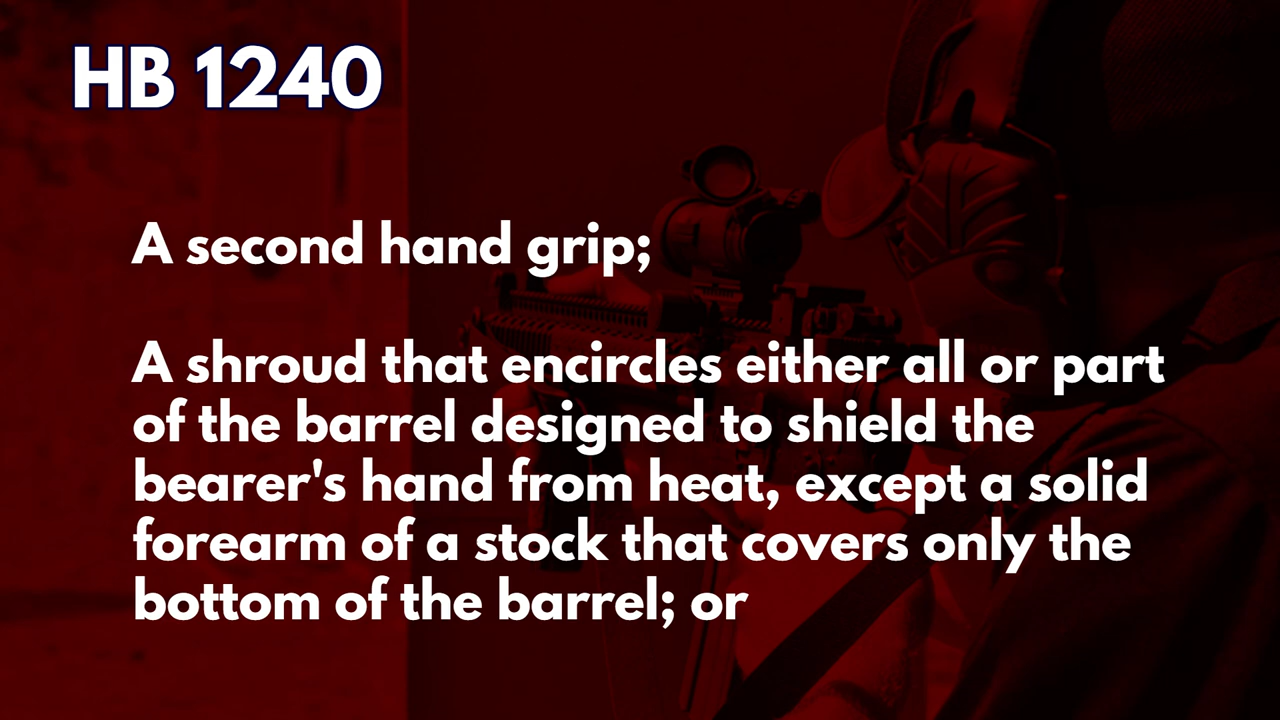 HB 1240
A second hand grip;
A shroud that encircles either all or part
of the barrel designed to shield the
bearer's hand from heat, except a solid
forearm of a stock that covers only the
bottom of the barrel; or